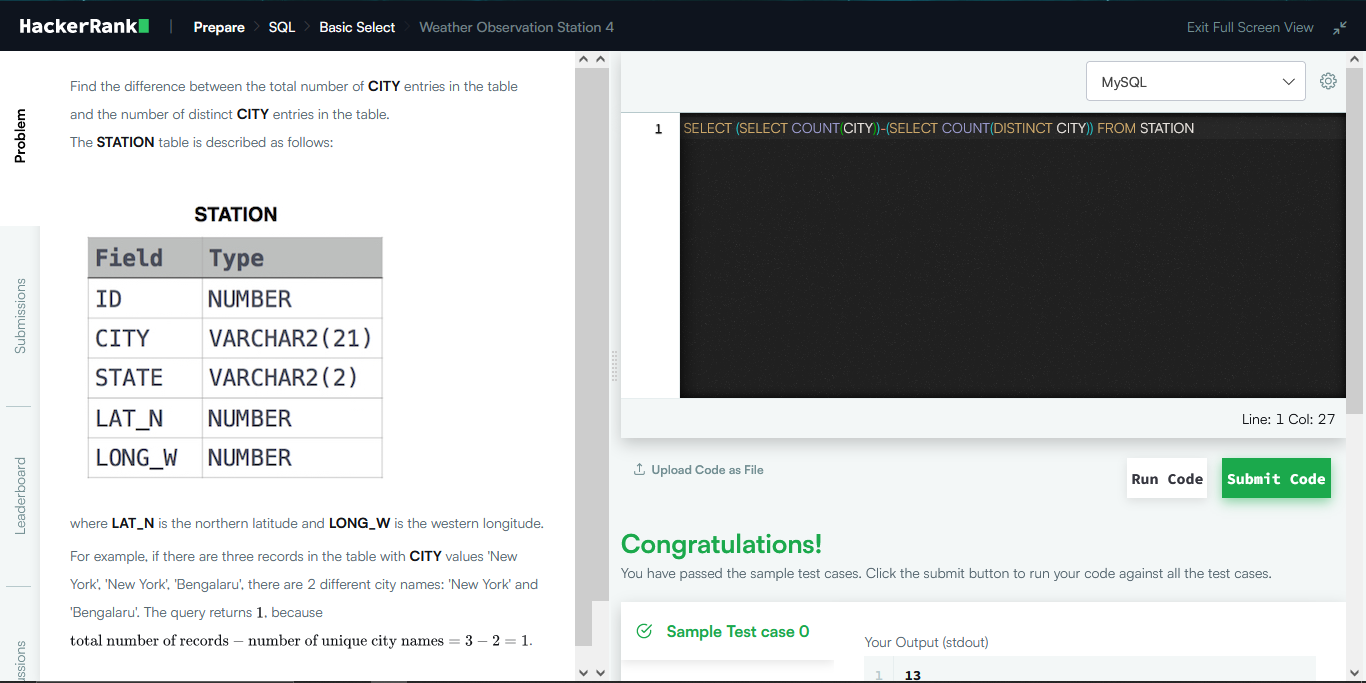 HackerRank | Prepare > SQL > Basic Select > Weather Observation Station 4 Exit Full Screen View
Problem
Submissions
Leaderboard
Find the difference between the total number of CITY entries in the table
and the number of distinct CITY entries in the table.
The STATION table is described as follows:
STATION
Field Type
ID NUMBER
CITY VARCHAR2(21)
STATE VARCHAR2(2)
LAT_N NUMBER
LONG_W NUMBER
where LAT_N is the northern latitude and LONG_W is the western longitude.
For example, if there are three records in the table with CITY values 'New
York', 'New York', 'Bengalaru', there are 2 different city names: 'New York' and
'Bengalaru'. The query returns 1, because
total number of records − number of unique city names = 3 − 2 = 1.
MySQL
1 SELECT (SELECT COUNT(CITY))-(SELECT COUNT(DISTINCT CITY)) FROM STATION
Line: 1 Col: 27
Upload Code as File
Run Code
Submit Code
Congratulations!
You have passed the sample test cases. Click the submit button to run your code against all the test cases.
Sample Test case 0
Your Output (stdout)
1 13